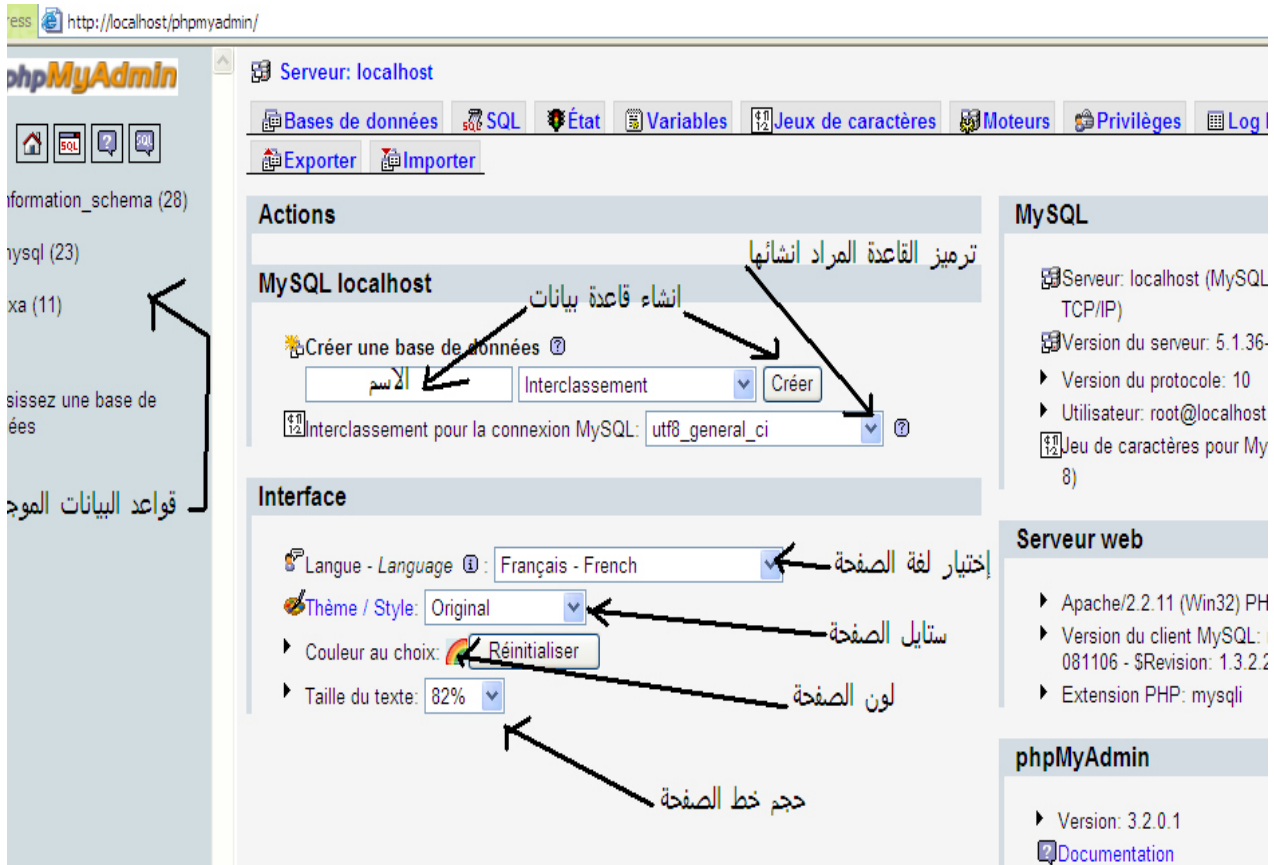 ress http://localhost/phpmyadmin/
phpMyAdmin
SQL
SQL
nformation_schema (28)
nysql (23)
xa (11)
sissez une base de
ées
قواعد البيانات الموج
Serveur: localhost
Bases de données SQL État Variables Jeux de caractères Moteurs Privilèges Log
Exporter Importer
Actions
ترميز القاعدة المراد انشائها
MySQL localhost
انشاء قاعدة بيانات
Créer une base de données
الاسم Interclassement Créer
Interclassement pour la connexion MySQL: utf8_general_ci
Interface
Langue - Language : Français - French
إختيار لغة الصفحة
Thème / Style: Original
ستايل الصفحة
Couleur au choix: Réinitialiser
لون الصفحة
Taille du texte: 82%
حجم خط الصفحة
MySQL
Serveur: localhost (MySQL
TCP/IP)
Version du serveur: 5.1.36-
Version du protocole: 10
Utilisateur: root@localhost
Jeu de caractères pour My
8)
Serveur web
Apache/2.2.11 (Win32) PH
Version du client MySQL:
081106 - $Revision: 1.3.2.2
Extension PHP: mysqli
phpMyAdmin
Version: 3.2.0.1
Documentation